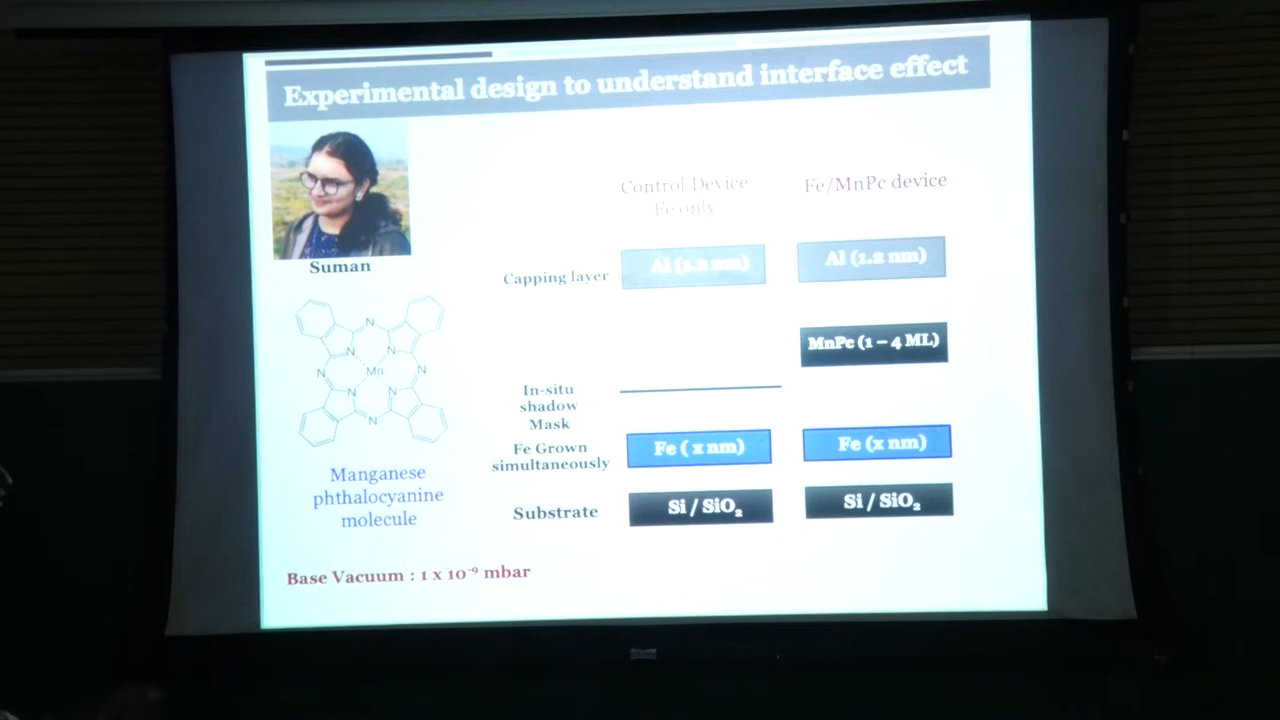 Experimental design to understand interface effect
Suman
N
N
N
N
Mn
N
N
N
N
Manganese
phthalocyanine
molecule
Base Vacuum : 1 x 10⁻⁹ mbar
Control Device
Fe only
Fe/MnPc device
Capping layer
Al (1.2 nm)
Al (1.2 nm)
MnPc (1 – 4 ML)
In-situ
shadow
Mask
Fe Grown
simultaneously
Fe ( x nm)
Fe (x nm)
Substrate
Si / SiO₂
Si / SiO₂